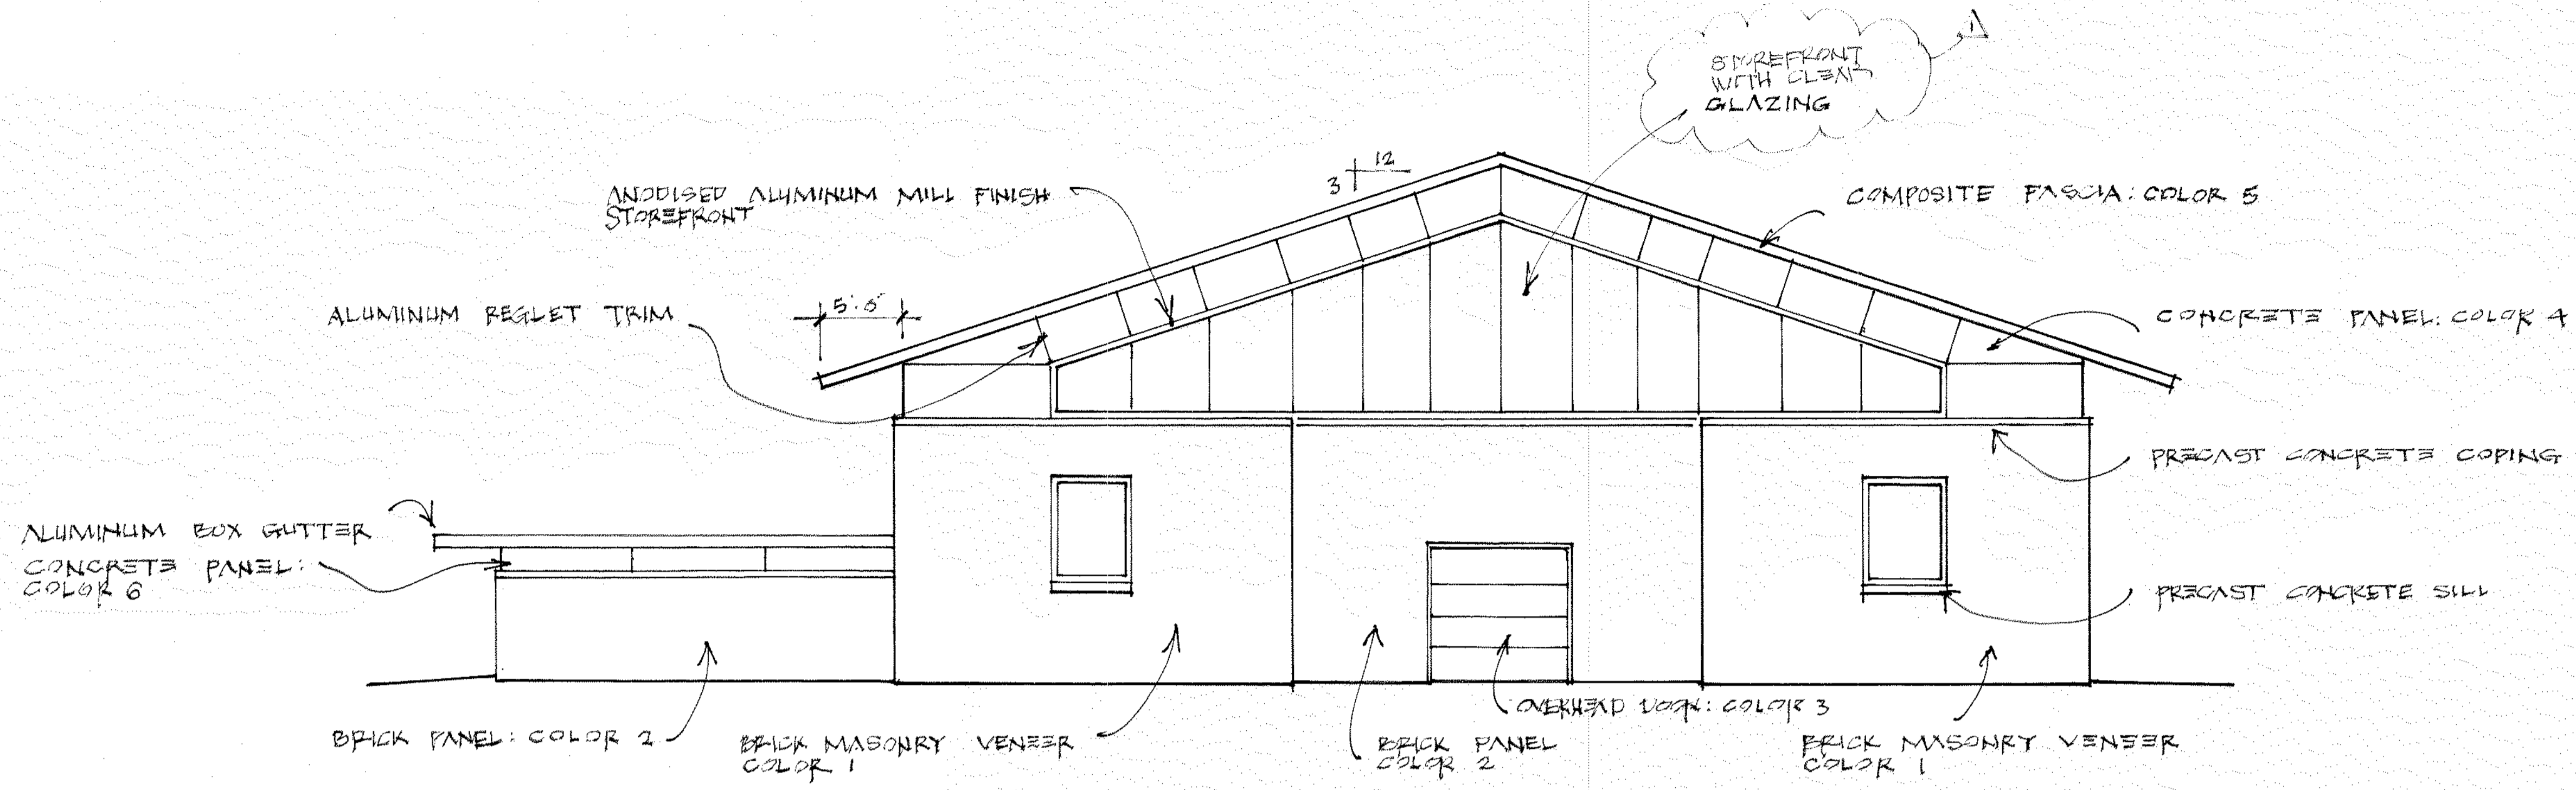 STOREFRONT
WITH CLEAR
GLAZING
1
12
3
ANODISED ALUMINUM MILL FINISH
STOREFRONT
COMPOSITE FASCIA: COLOR 5
ALUMINUM REGLET TRIM
CONCRETE PANEL: COLOR 4
PRECAST CONCRETE COPING
ALUMINUM BOX GUTTER
CONCRETE PANEL:
COLOR 6
PRECAST CONCRETE SILL
OVERHEAD DOOR: COLOR 3
BRICK PANEL: COLOR 2
BRICK MASONRY VENEER
COLOR 1
BRICK PANEL
COLOR 2
BRICK MASONRY VENEER
COLOR 1